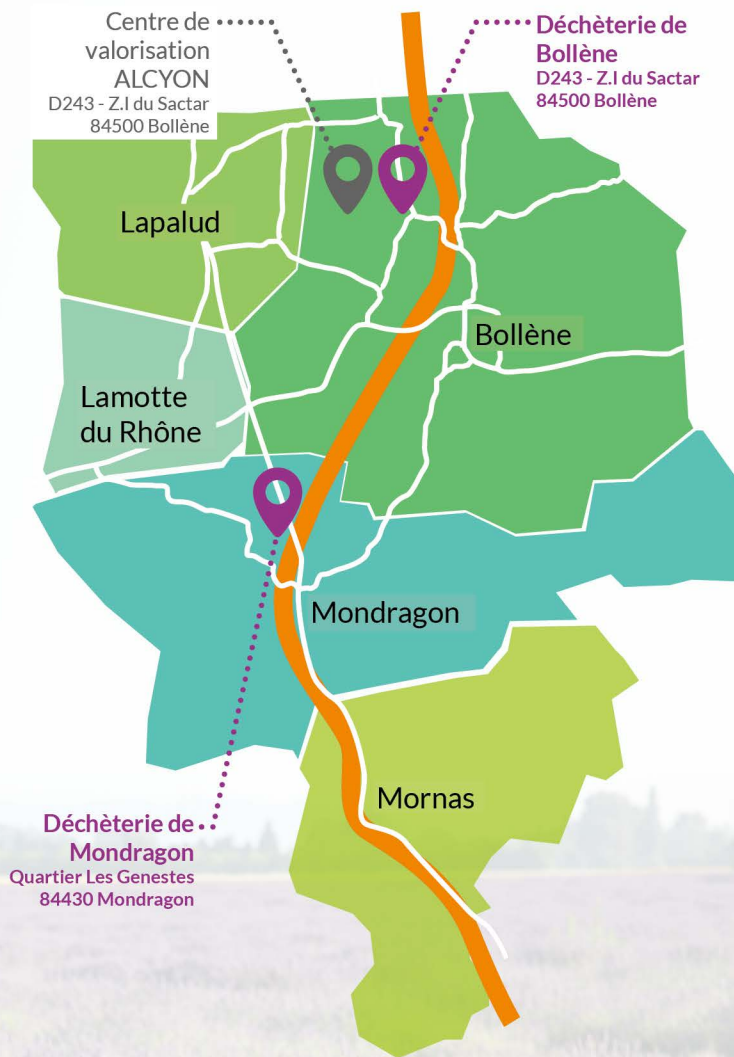 Centre de
valorisation
ALCYON
D243 - Z.I du Sactar
84500 Bollène
Déchèterie de
Bollène
D243 - Z.I du Sactar
84500 Bollène
Lapalud
Bollène
Lamotte
du Rhône
Mondragon
Mornas
Déchèterie de
Mondragon
Quartier Les Genestes
84430 Mondragon